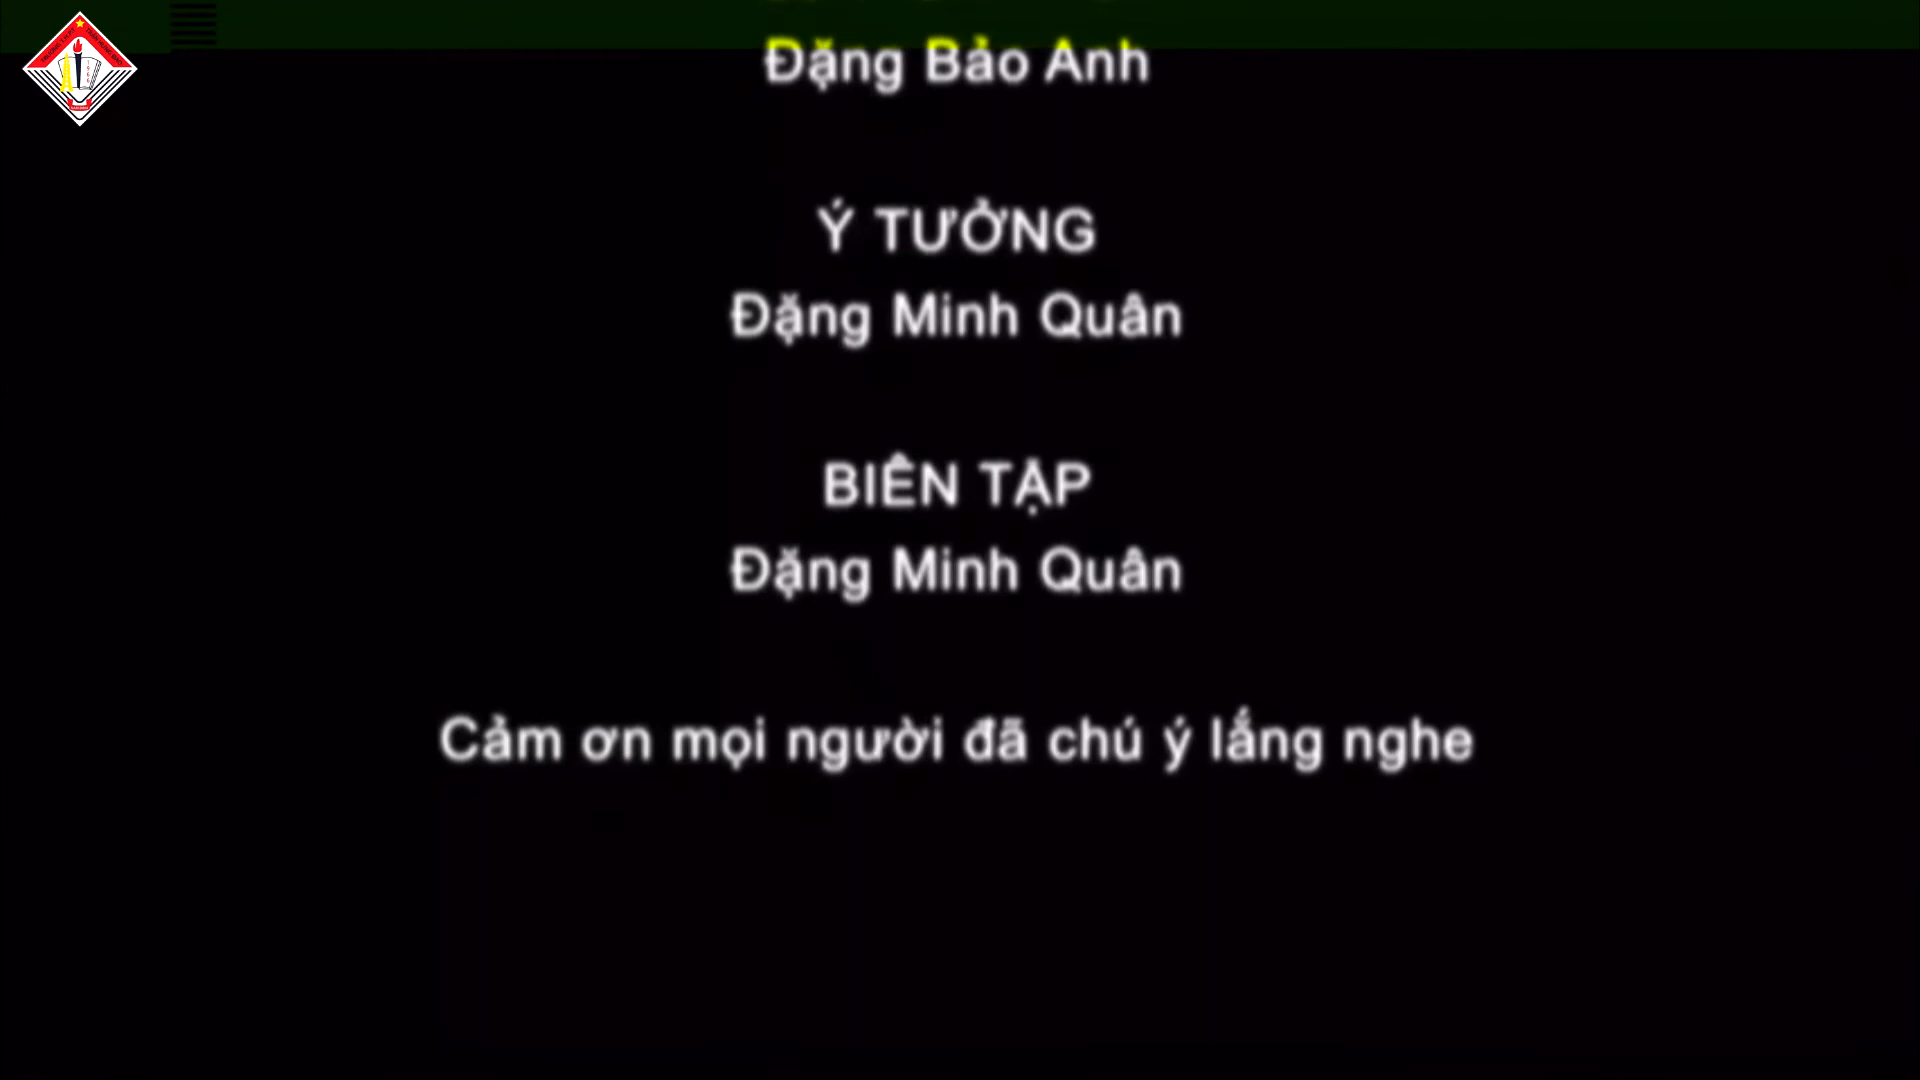 Đặng Bảo Anh
Ý TƯỞNG
Đặng Minh Quân
BIÊN TẬP
Đặng Minh Quân
Cảm ơn mọi người đã chú ý lắng nghe